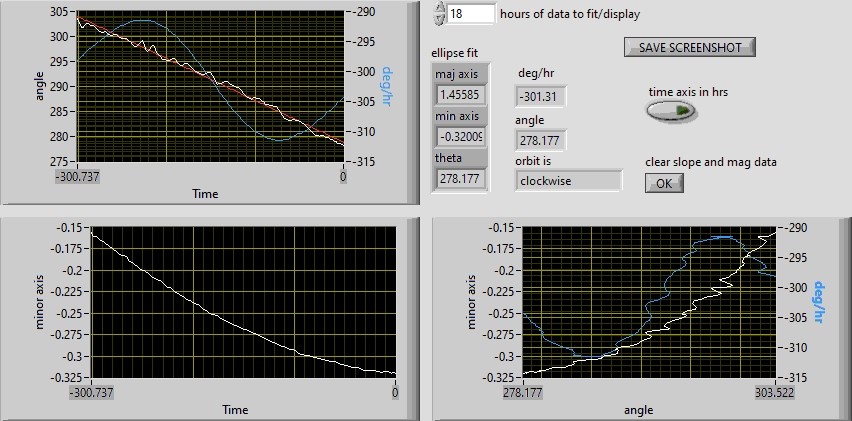 305
300
295
290
285
280
275
angle
-290
-295
-300
-305
-310
-315
deg/hr
-300.737
0
Time
18
hours of data to fit/display
SAVE SCREENSHOT
ellipse fit
maj axis
1.45585
min axis
-0.32009
theta
278.177
deg/hr
-301.31
angle
278.177
orbit is
clockwise
time axis in hrs
clear slope and mag data
OK
-0.15
-0.175
-0.2
-0.225
-0.25
-0.275
-0.3
-0.325
minor axis
-300.737
0
Time
-0.15
-0.175
-0.2
-0.225
-0.25
-0.275
-0.3
-0.325
minor axis
-290
-295
-300
-305
-310
-315
deg/hr
278.177
303.522
angle